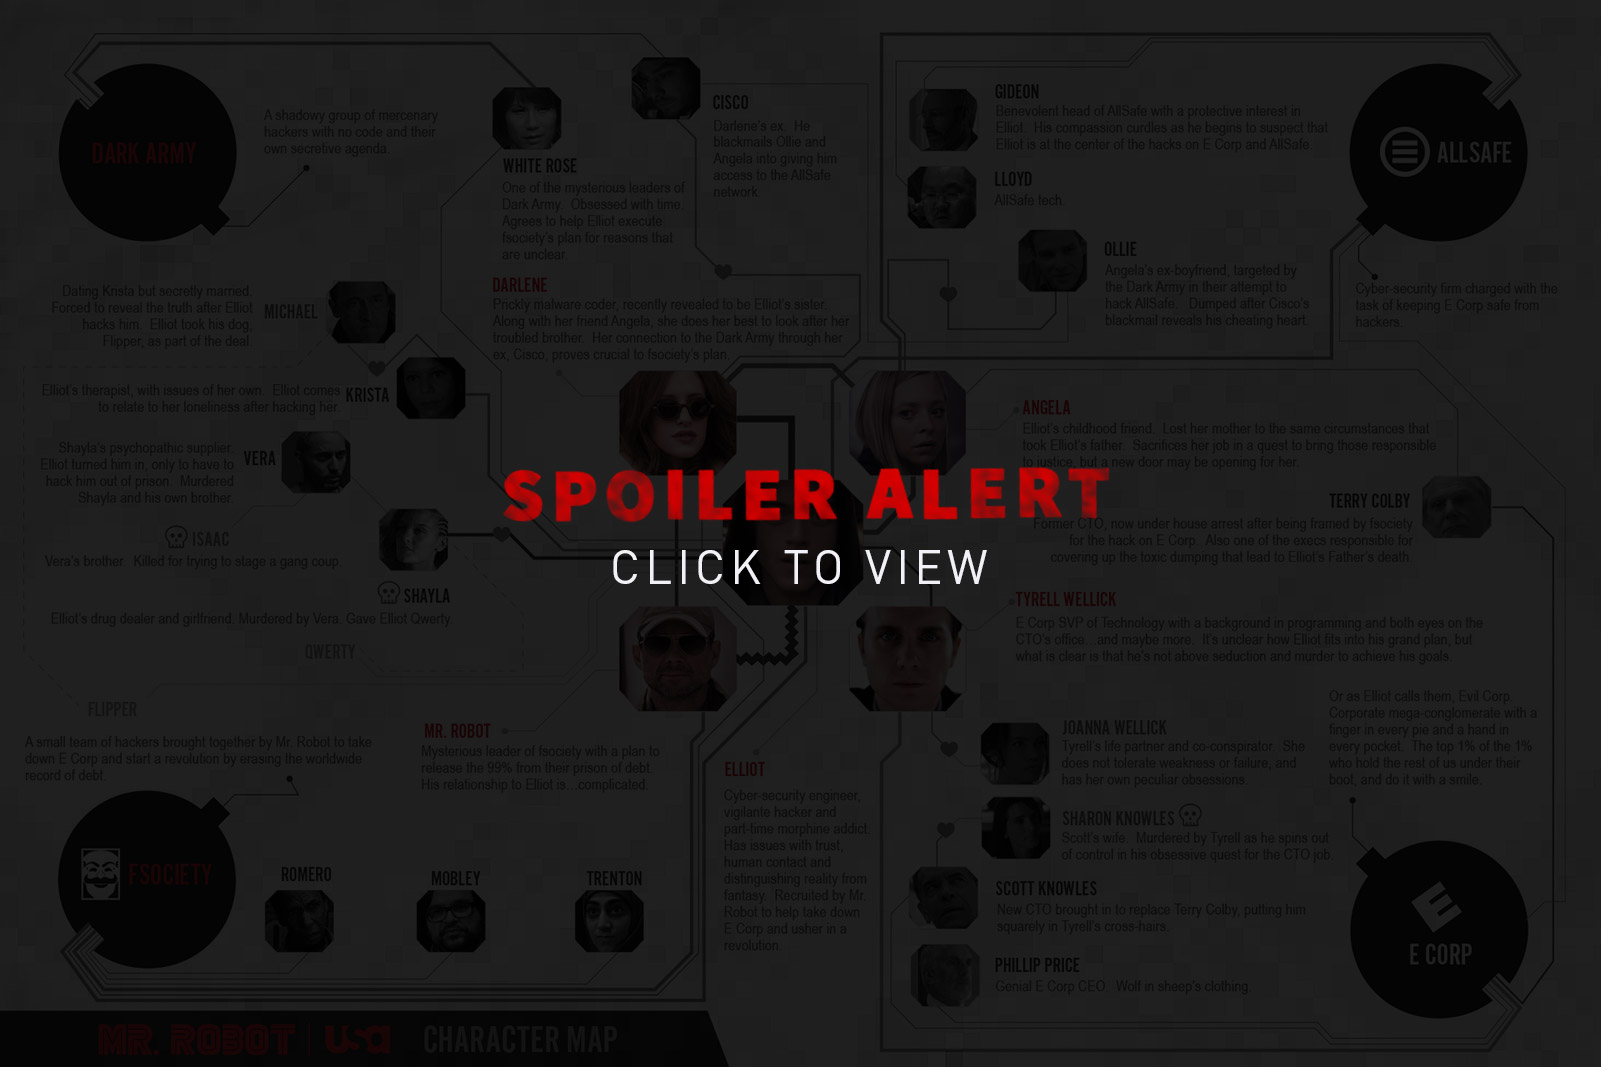 DARK ARMY
A shadowy group of mercenary
hackers with no code and their
own secretive agenda.
WHITE ROSE
One of the mysterious leaders of
Dark Army. Obsessed with time.
Agrees to help Elliot execute
fsociety's plan for reasons that
are unclear.
CISCO
Darlene's ex. He
blackmails Ollie and
Angela into giving him
access to the AllSafe
network.
GIDEON
Benevolent head of AllSafe with a protective interest in
Elliot. His compassion curdles as he begins to suspect that
Elliot is at the center of the hacks on E Corp and AllSafe.
LLOYD
AllSafe tech.
OLLIE
Angela's ex-boyfriend, targeted by
the Dark Army in their attempt to
hack AllSafe. Dumped after Cisco's
blackmail reveals his cheating heart.
ALLSAFE
Cyber-security firm charged with the
task of keeping E Corp safe from
hackers.
DARLENE
Prickly malware coder, recently revealed to be Elliot's sister.
Along with her friend Angela, she does her best to look after her
troubled brother. Her connection to the Dark Army through her
ex, Cisco, proves crucial to fsociety's plan.
Dating Krista but secretly married.
Forced to reveal the truth after Elliot
hacks him. Elliot took his dog,
Flipper, as part of the deal.
MICHAEL
Elliot's therapist, with issues of her own. Elliot comes
to relate to her loneliness after hacking her.
KRISTA
Shayla's psychopathic supplier.
Elliot turned him in, only to have to
hack him out of prison. Murdered
Shayla and his own brother.
VERA
ISAAC
Vera's brother. Killed for trying to stage a gang coup.
SHAYLA
Elliot's drug dealer and girlfriend. Murdered by Vera. Gave Elliot Qwerty.
QWERTY
FLIPPER
ANGELA
Elliot's childhood friend. Lost her mother to the same circumstances that
took Elliot's father. Sacrifices her job in a quest to bring those responsible
to justice, but a new door may be opening for her.
SPOILER ALERT
CLICK TO VIEW
TERRY COLBY
Former CTO, now under house arrest after being framed by fsociety
for the hack on E Corp. Also one of the execs responsible for
covering up the toxic dumping that lead to Elliot's Father's death.
TYRELL WELLICK
E Corp SVP of Technology with a background in programming and both eyes on the
CTO's office...and maybe more. It's unclear how Elliot fits into his grand plan, but
what is clear is that he's not above seduction and murder to achieve his goals.
A small team of hackers brought together by Mr. Robot to take
down E Corp and start a revolution by erasing the worldwide
record of debt.
FSOCIETY
MR. ROBOT
Mysterious leader of fsociety with a plan to
release the 99% from their prison of debt.
His relationship to Elliot is...complicated.
ROMERO
MOBLEY
TRENTON
ELLIOT
Cyber-security engineer,
vigilante hacker and
part-time morphine addict.
Has issues with trust,
human contact and
distinguishing reality from
fantasy. Recruited by Mr.
Robot to help take down
E Corp and usher in a
revolution.
JOANNA WELLICK
Tyrell's life partner and co-conspirator. She
does not tolerate weakness or failure, and
has her own peculiar obsessions.
SHARON KNOWLES
Scott's wife. Murdered by Tyrell as he spins out
of control in his obsessive quest for the CTO job.
SCOTT KNOWLES
New CTO brought in to replace Terry Colby, putting him
squarely in Tyrell's cross-hairs.
PHILLIP PRICE
Genial E Corp CEO. Wolf in sheep's clothing.
Or as Elliot calls them, Evil Corp.
Corporate mega-conglomerate with a
finger in every pie and a hand in
every pocket. The top 1% of the 1%
who hold the rest of us under their
boot, and do it with a smile.
E CORP
MR. ROBOT | USA CHARACTER MAP